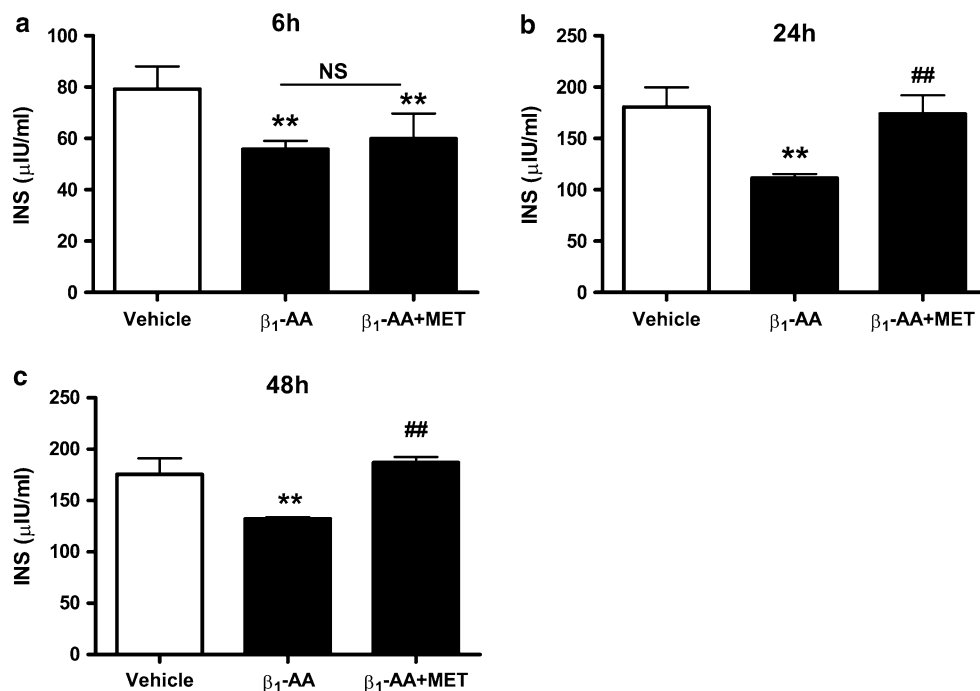 a
6h
100
80
60
40
20
0
INS (μIU/ml)
NS
**
**
Vehicle
β₁-AA
β₁-AA+MET
b
24h
250
200
150
100
50
0
INS (μIU/ml)
**
##
Vehicle
β₁-AA
β₁-AA+MET
c
48h
250
200
150
100
50
0
INS (μIU/ml)
**
##
Vehicle
β₁-AA
β₁-AA+MET